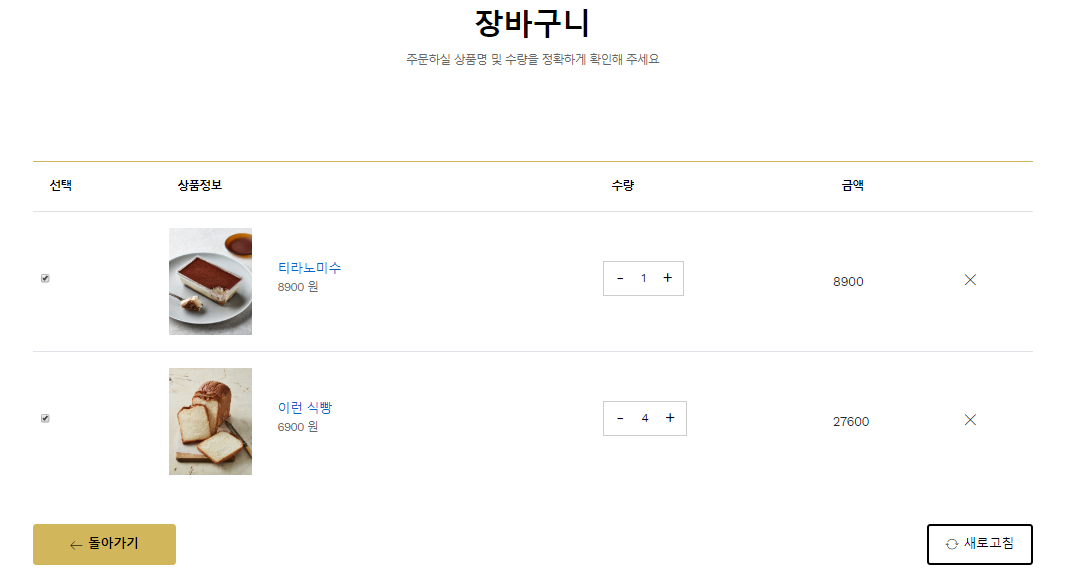 장바구니
주문하실 상품명 및 수량을 정확하게 확인해 주세요
선택 상품정보 수량 금액
티라노미수
8900 원
- 1 +
8900
이런 식빵
6900 원
- 4 +
27600
← 돌아가기
새로고침